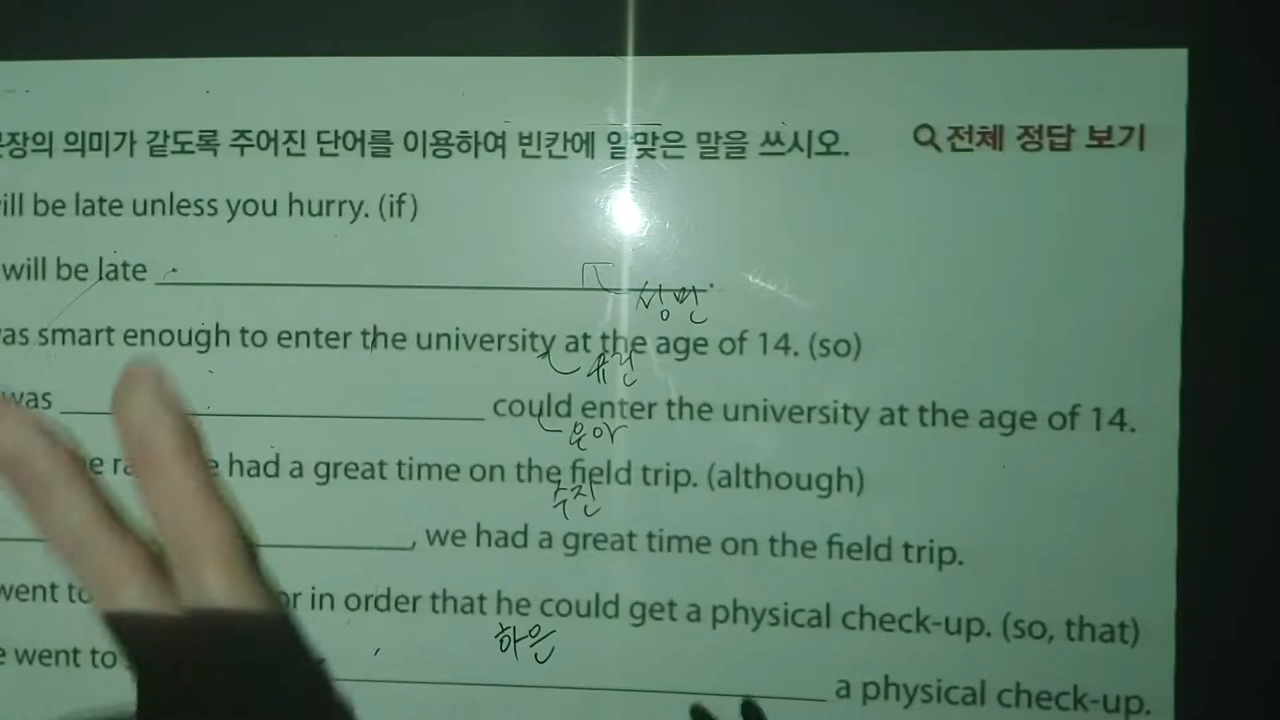 장의 의미가 같도록 주어진 단어를 이용하여 빈칸에 알맞은 말을 쓰시오. 전체 정답 보기
ill be late unless you hurry. (if)
will be late
성민
as smart enough to enter the university at the age of 14. (so)
was could enter the university at the age of 14.
윤아
had a great time on the field trip. (although)
수진
, we had a great time on the field trip.
went to or in order that he could get a physical check-up. (so, that)
하은
e went to a physical check-up.